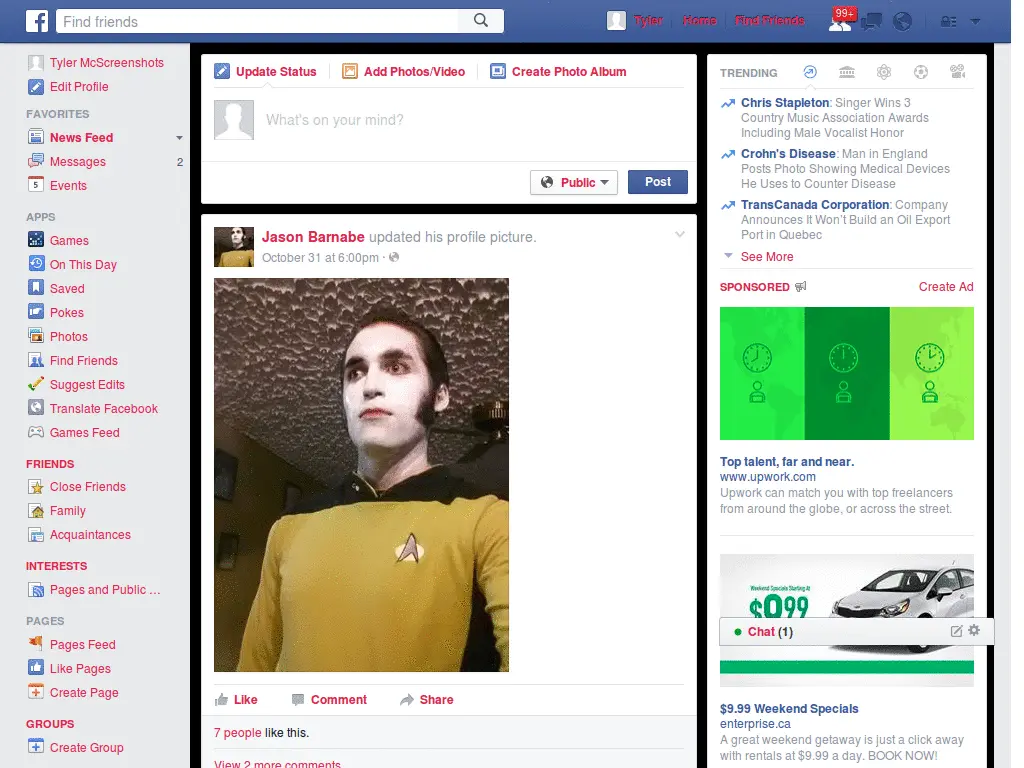 f
Find friends
Tyler
Home
Find Friends
99+
Tyler McScreenshots
Edit Profile
FAVORITES
News Feed
Messages 2
5 Events
APPS
Games
On This Day
Saved
Pokes
Photos
Find Friends
Suggest Edits
Translate Facebook
Games Feed
FRIENDS
Close Friends
Family
Acquaintances
INTERESTS
Pages and Public ...
PAGES
Pages Feed
Like Pages
Create Page
GROUPS
Create Group
Update Status
Add Photos/Video
Create Photo Album
What's on your mind?
Public
Post
Jason Barnabe updated his profile picture.
October 31 at 6:00pm ·
Like
Comment
Share
7 people like this.
View 2 more comments
TRENDING
Chris Stapleton: Singer Wins 3
Country Music Association Awards
Including Male Vocalist Honor
Crohn's Disease: Man in England
Posts Photo Showing Medical Devices
He Uses to Counter Disease
TransCanada Corporation: Company
Announces It Won't Build an Oil Export
Port in Quebec
See More
SPONSORED
Create Ad
Top talent, far and near.
www.upwork.com
Upwork can match you with top freelancers
from around the globe, or across the street.
Weekend Specials Starting At
$9.99
Chat (1)
$9.99 Weekend Specials
enterprise.ca
A great weekend getaway is just a click away
with rentals at $9.99 a day. BOOK NOW!